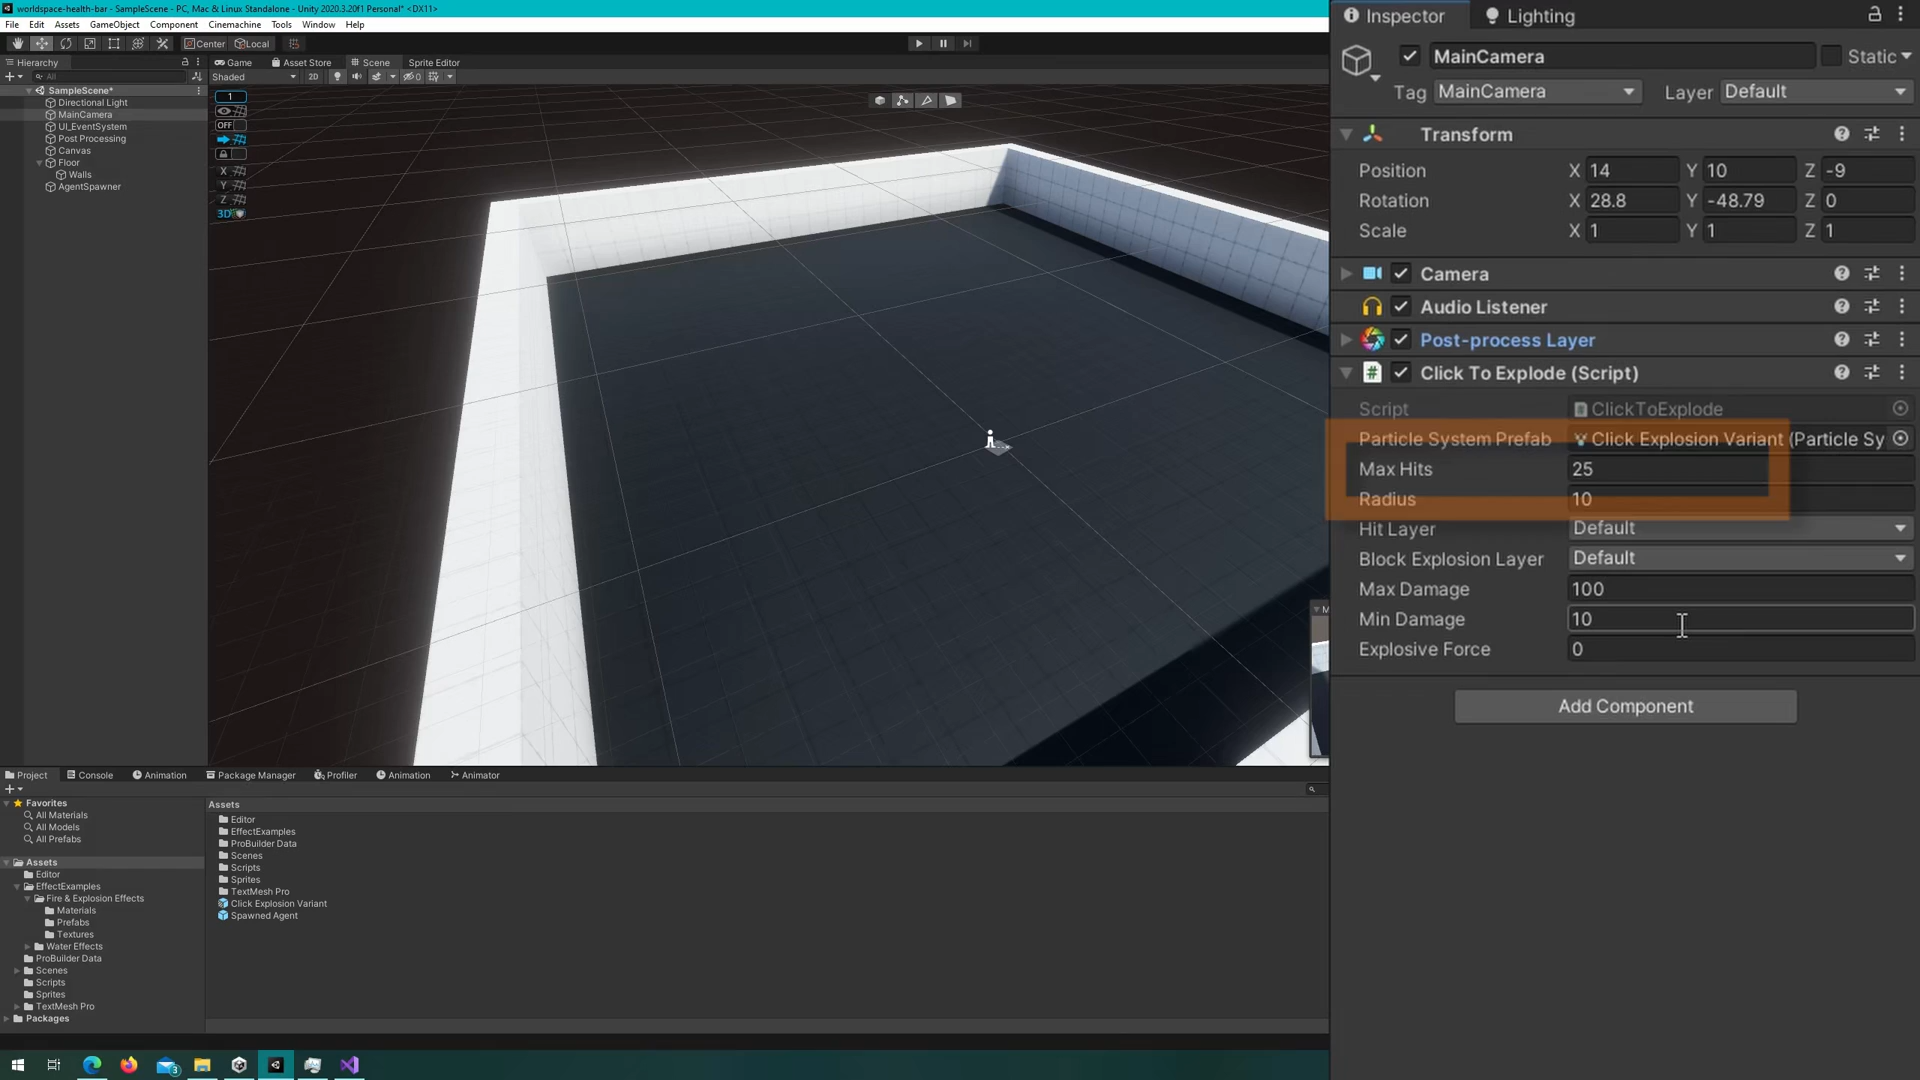 worldspace-health-bar - SampleScene - PC, Mac & Linux Standalone - Unity 2020.3.20f1 Personal* <DX11>
File Edit Assets GameObject Component Cinemachine Tools Window Help
Center Local
Hierarchy
All
SampleScene*
Directional Light
MainCamera
UI_EventSystem
Post Processing
Canvas
Floor
Walls
AgentSpawner
Game Asset Store Scene Sprite Editor
Shaded 2D 0
1
OFF
X
Y
Z
3D
Inspector Lighting
MainCamera Static
Tag MainCamera Layer Default
Transform
Position X 14 Y 10 Z -9
Rotation X 28.8 Y -48.79 Z 0
Scale X 1 Y 1 Z 1
Camera
Audio Listener
Post-process Layer
Click To Explode (Script)
Script ClickToExplode
Particle System Prefab Click Explosion Variant (Particle Sy
Max Hits 25
Radius 10
Hit Layer Default
Block Explosion Layer Default
Max Damage 100
Min Damage 10
Explosive Force 0
Add Component
Project Console Animation Package Manager Profiler Animation Animator
Favorites
All Materials
All Models
All Prefabs
Assets
Editor
EffectExamples
Fire & Explosion Effects
Materials
Prefabs
Textures
Water Effects
ProBuilder Data
Scenes
Scripts
Sprites
TextMesh Pro
Packages
Assets
Editor
EffectExamples
ProBuilder Data
Scenes
Scripts
Sprites
TextMesh Pro
Click Explosion Variant
Spawned Agent
3